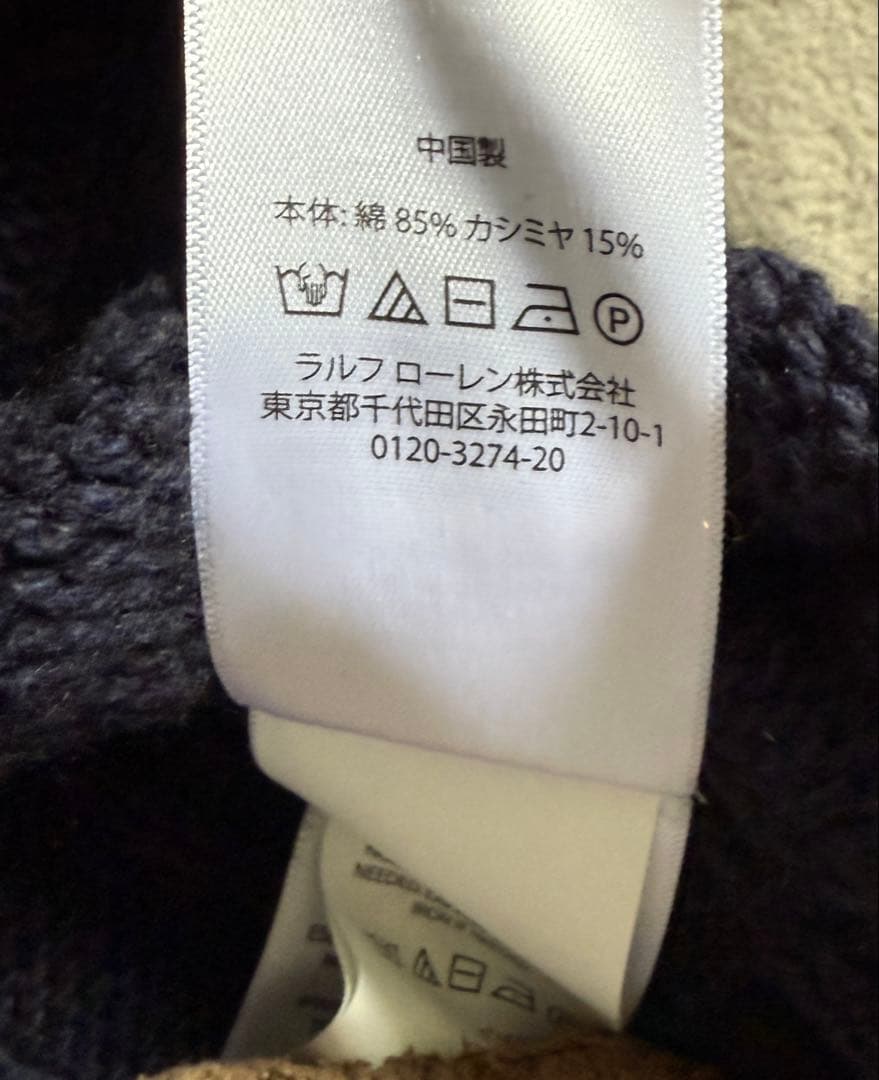 中国製
本体: 綿 85% カシミヤ 15%
P
ラルフ ローレン株式会社
東京都千代田区永田町2-10-1
0120-3274-20
NEEDED